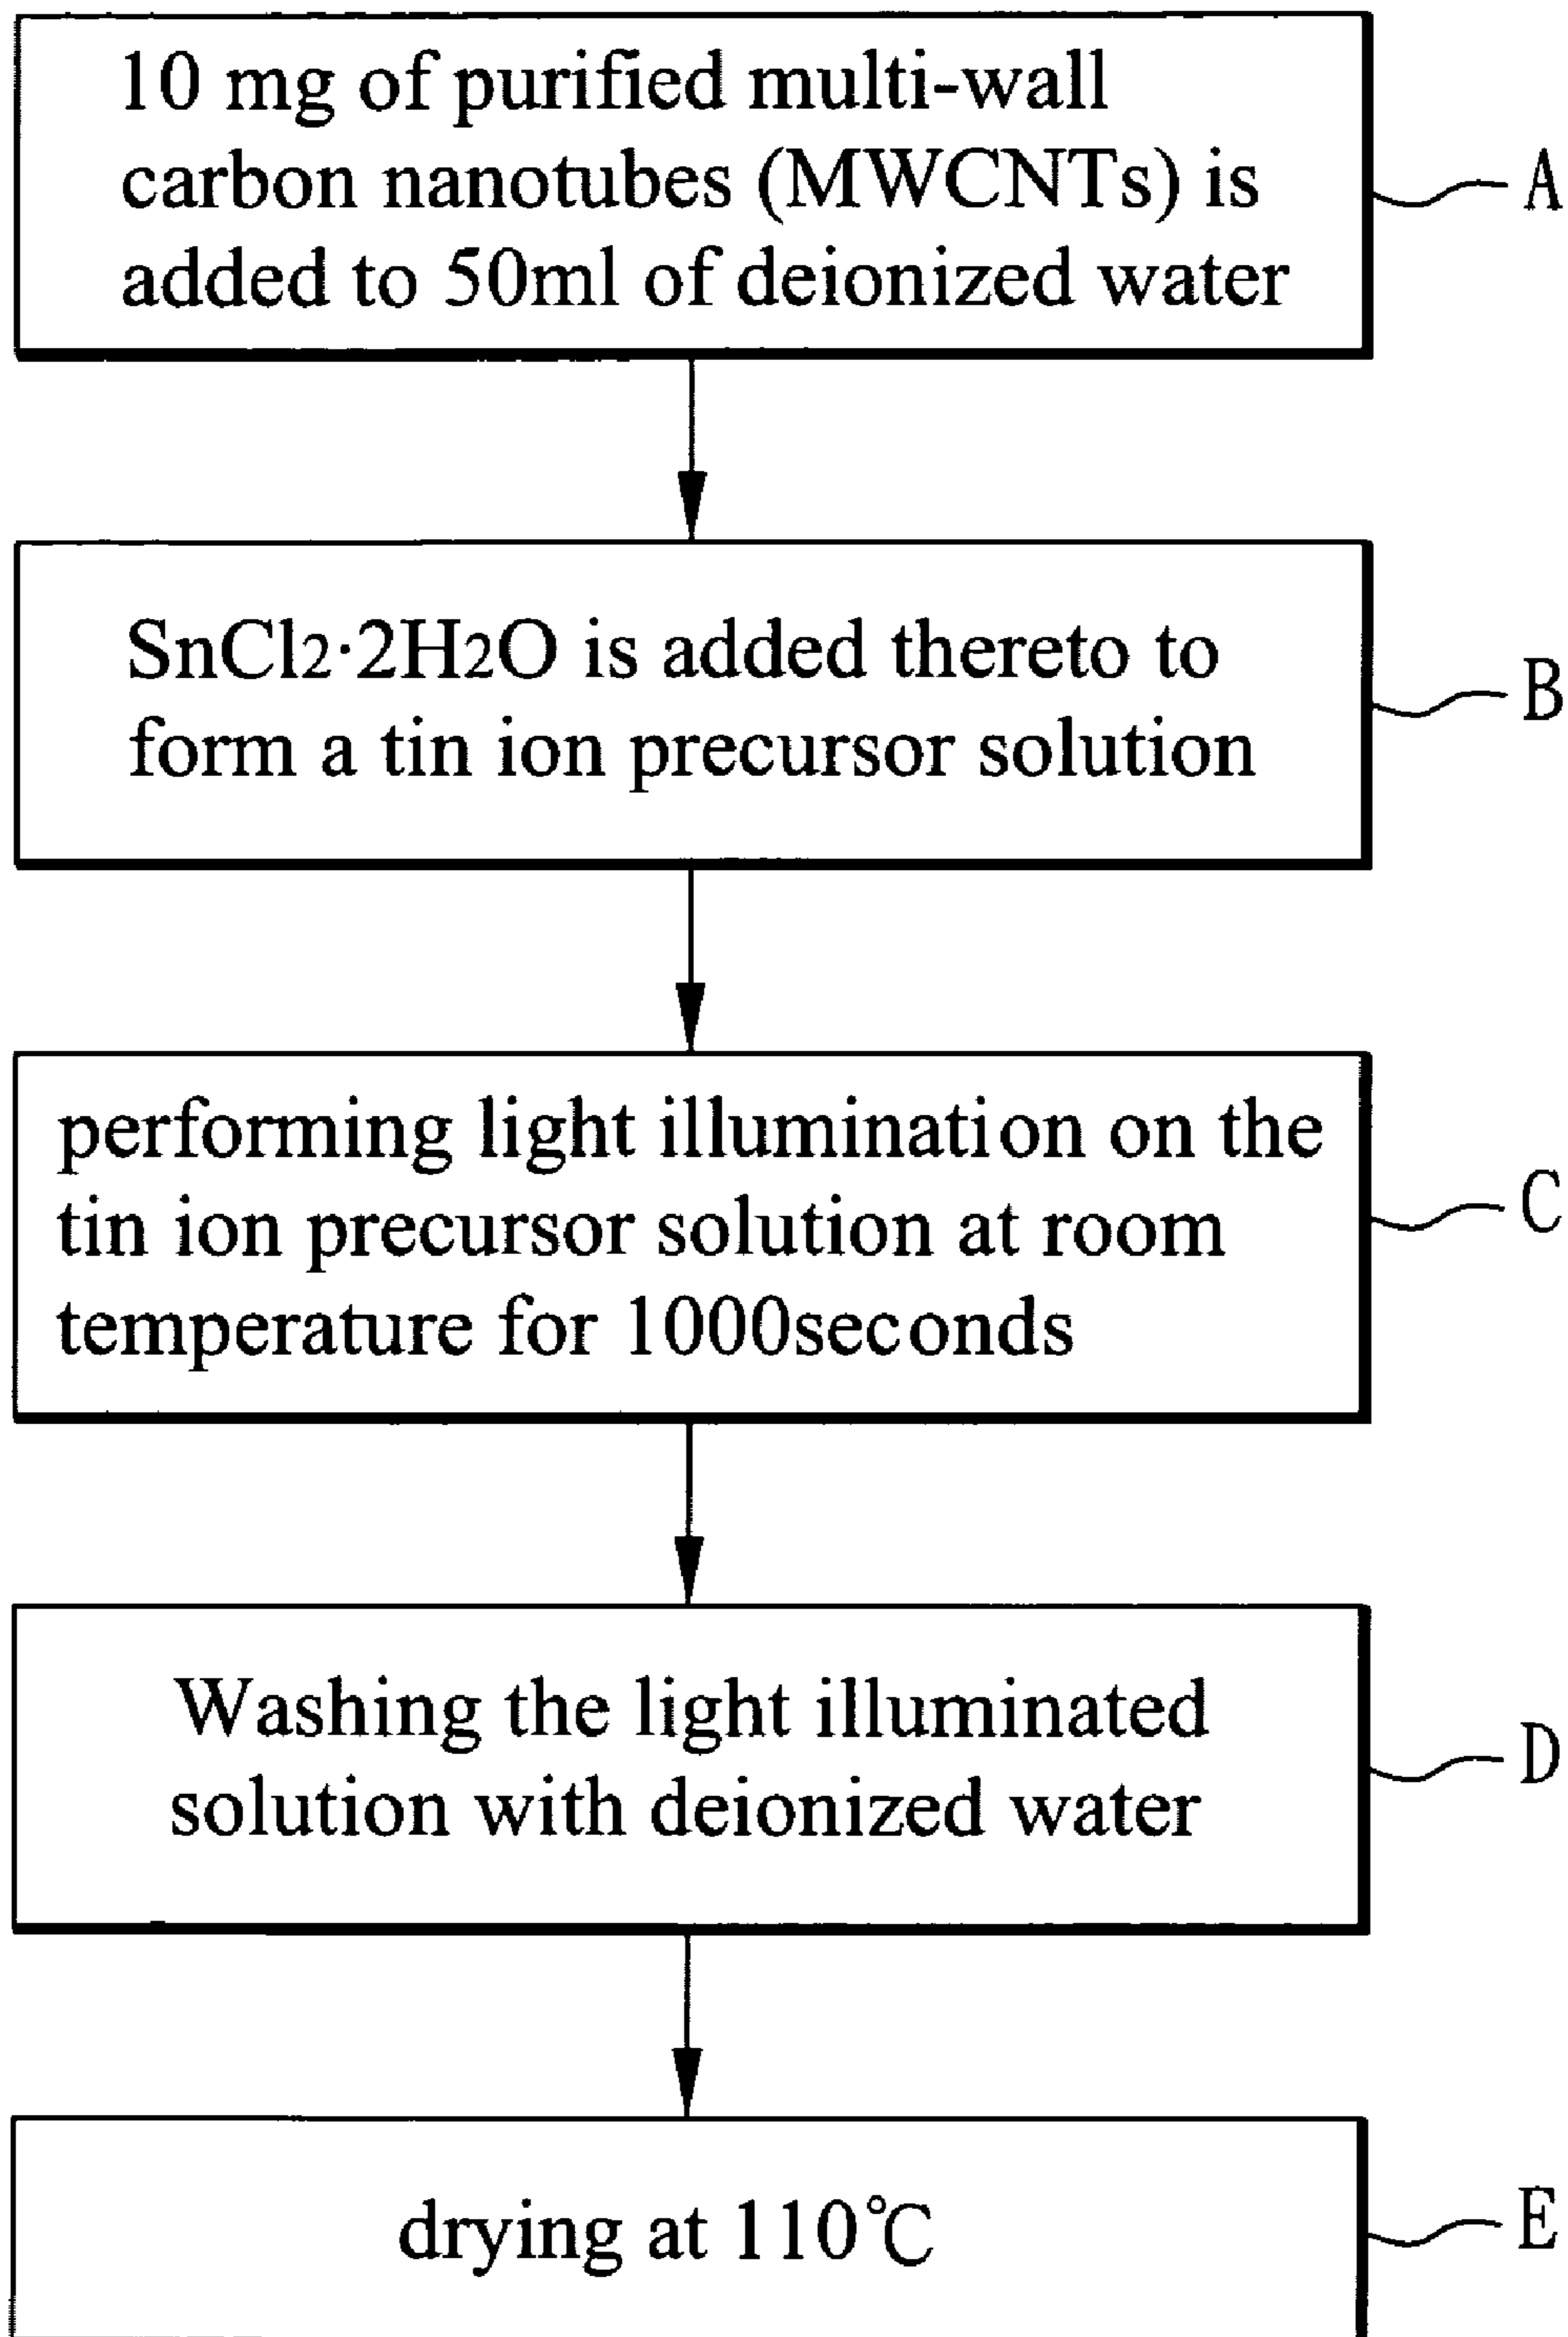 10 mg of purified multi-wall
carbon nanotubes (MWCNTs) is
added to 50ml of deionized water
A
SnCl2·2H2O is added thereto to
form a tin ion precursor solution
B
performing light illumination on the
tin ion precursor solution at room
temperature for 1000seconds
C
Washing the light illuminated
solution with deionized water
D
drying at 110℃
E